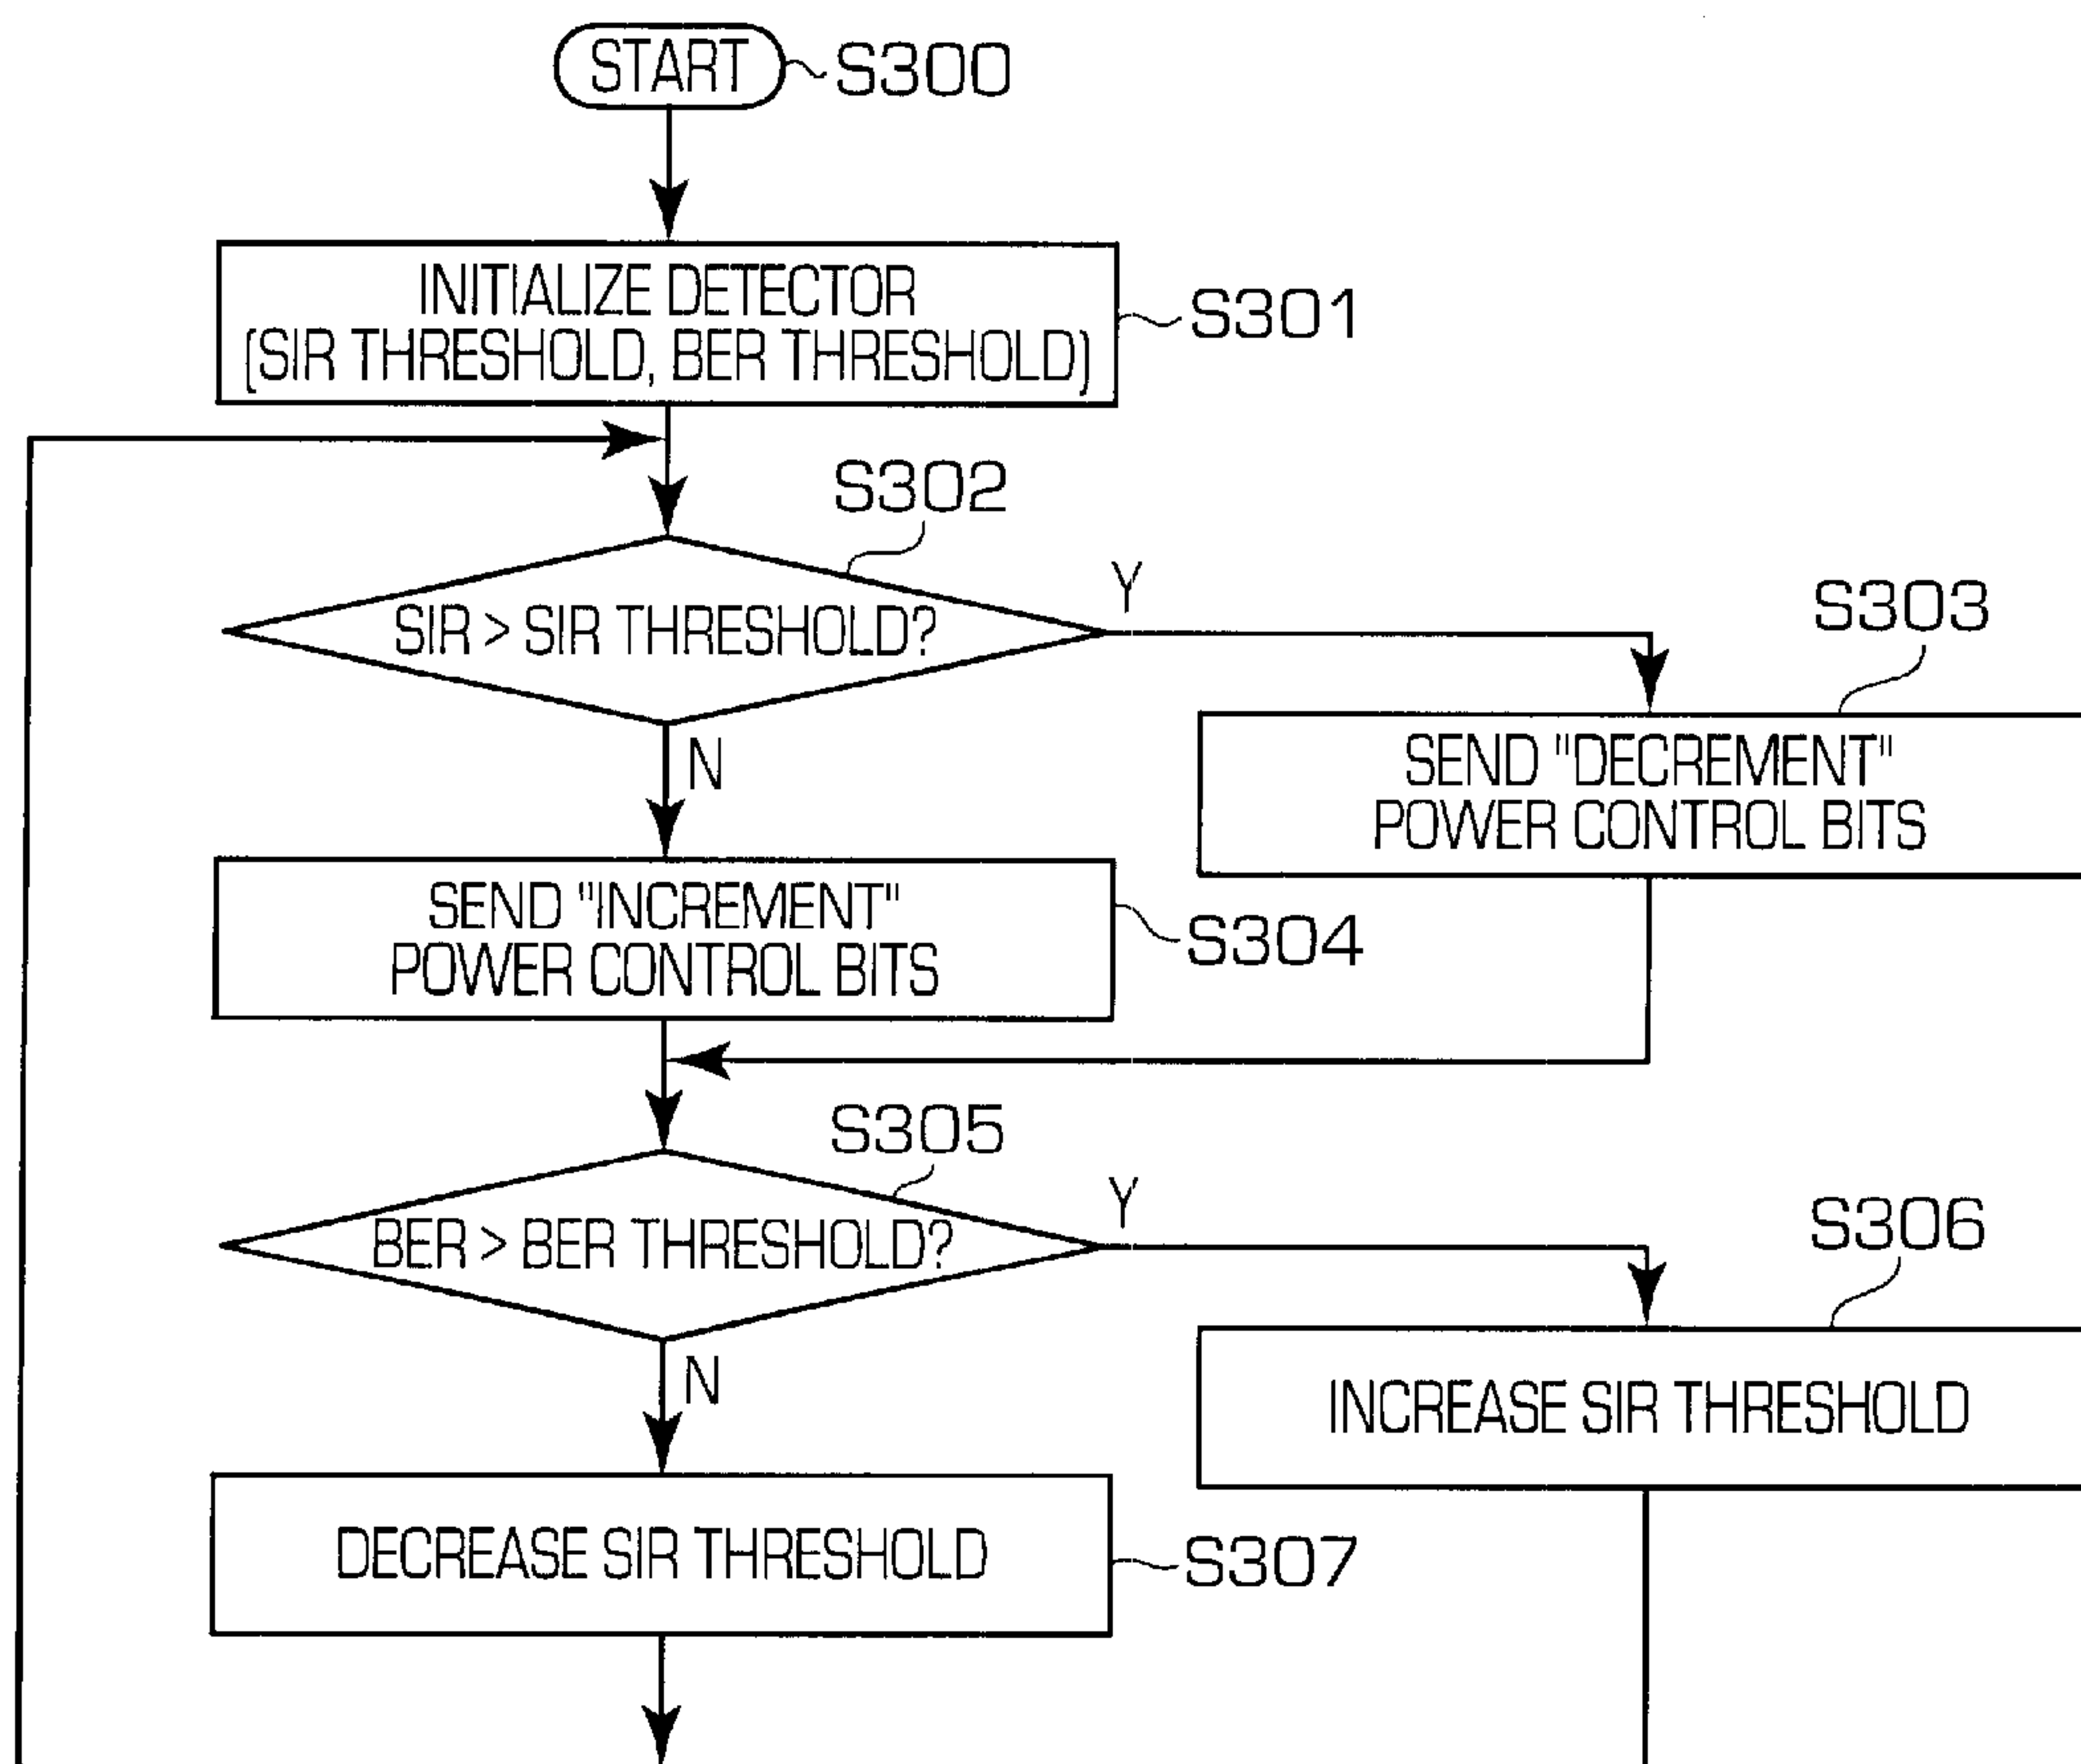 START
S300
INITIALIZE DETECTOR
(SIR THRESHOLD, BER THRESHOLD)
S301
S302
SIR > SIR THRESHOLD?
Y
N
S303
SEND "DECREMENT"
POWER CONTROL BITS
SEND "INCREMENT"
POWER CONTROL BITS
S304
S305
BER > BER THRESHOLD?
Y
N
S306
INCREASE SIR THRESHOLD
DECREASE SIR THRESHOLD
S307